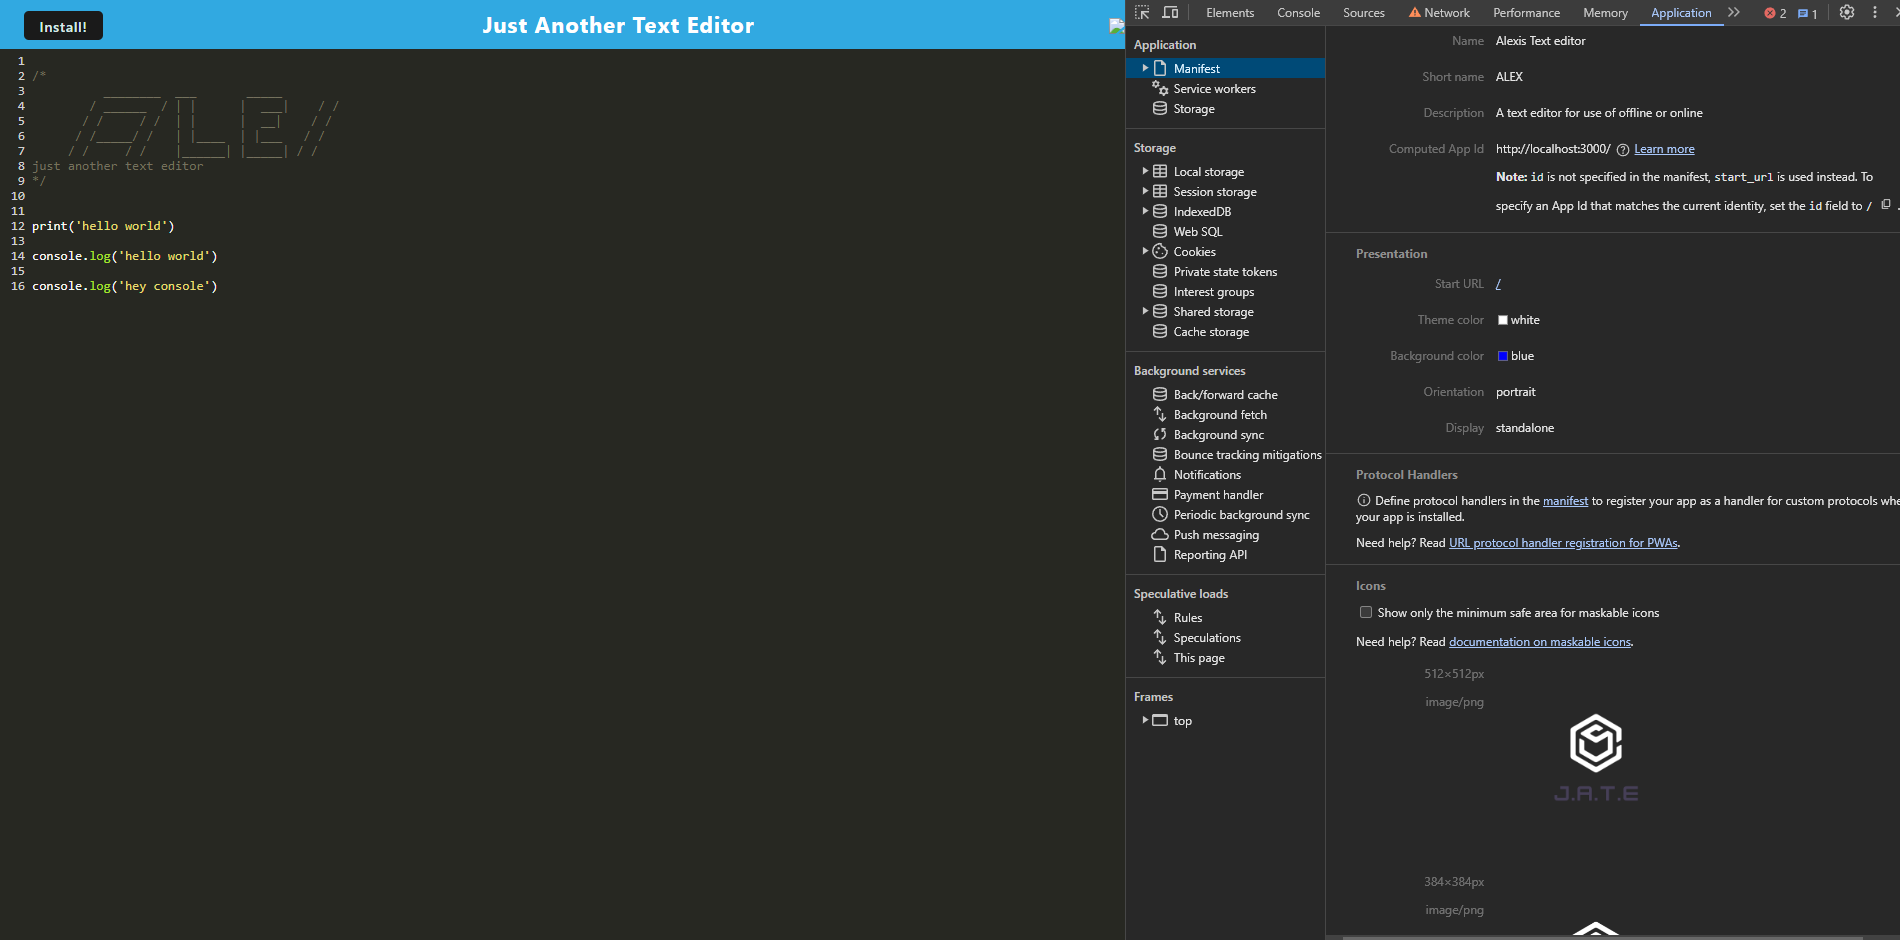 Install!
Just Another Text Editor
1
2 /*
3          ________  ___       _____
4        / ______  / | |      |  ___|    / /
5       / /     / /  | |      |  __|    / /
6      / /_____/ /   | |____  | |___   / /
7     / /     / /    |______| |_____| / /
8 just another text editor
9 */
10
11
12 print('hello world')
13
14 console.log('hello world')
15
16 console.log('hey console')
Elements Console Sources Network Performance Memory Application 2 1
Application
Manifest
Service workers
Storage
Storage
Local storage
Session storage
IndexedDB
Web SQL
Cookies
Private state tokens
Interest groups
Shared storage
Cache storage
Background services
Back/forward cache
Background fetch
Background sync
Bounce tracking mitigations
Notifications
Payment handler
Periodic background sync
Push messaging
Reporting API
Speculative loads
Rules
Speculations
This page
Frames
top
Name Alexis Text editor
Short name ALEX
Description A text editor for use of offline or online
Computed App Id http://localhost:3000/ Learn more
Note: id is not specified in the manifest, start_url is used instead. To
specify an App Id that matches the current identity, set the id field to / .
Presentation
Start URL /
Theme color white
Background color blue
Orientation portrait
Display standalone
Protocol Handlers
Define protocol handlers in the manifest to register your app as a handler for custom protocols whe
your app is installed.
Need help? Read URL protocol handler registration for PWAs.
Icons
Show only the minimum safe area for maskable icons
Need help? Read documentation on maskable icons.
512×512px
image/png
J.A.T.E
384×384px
image/png